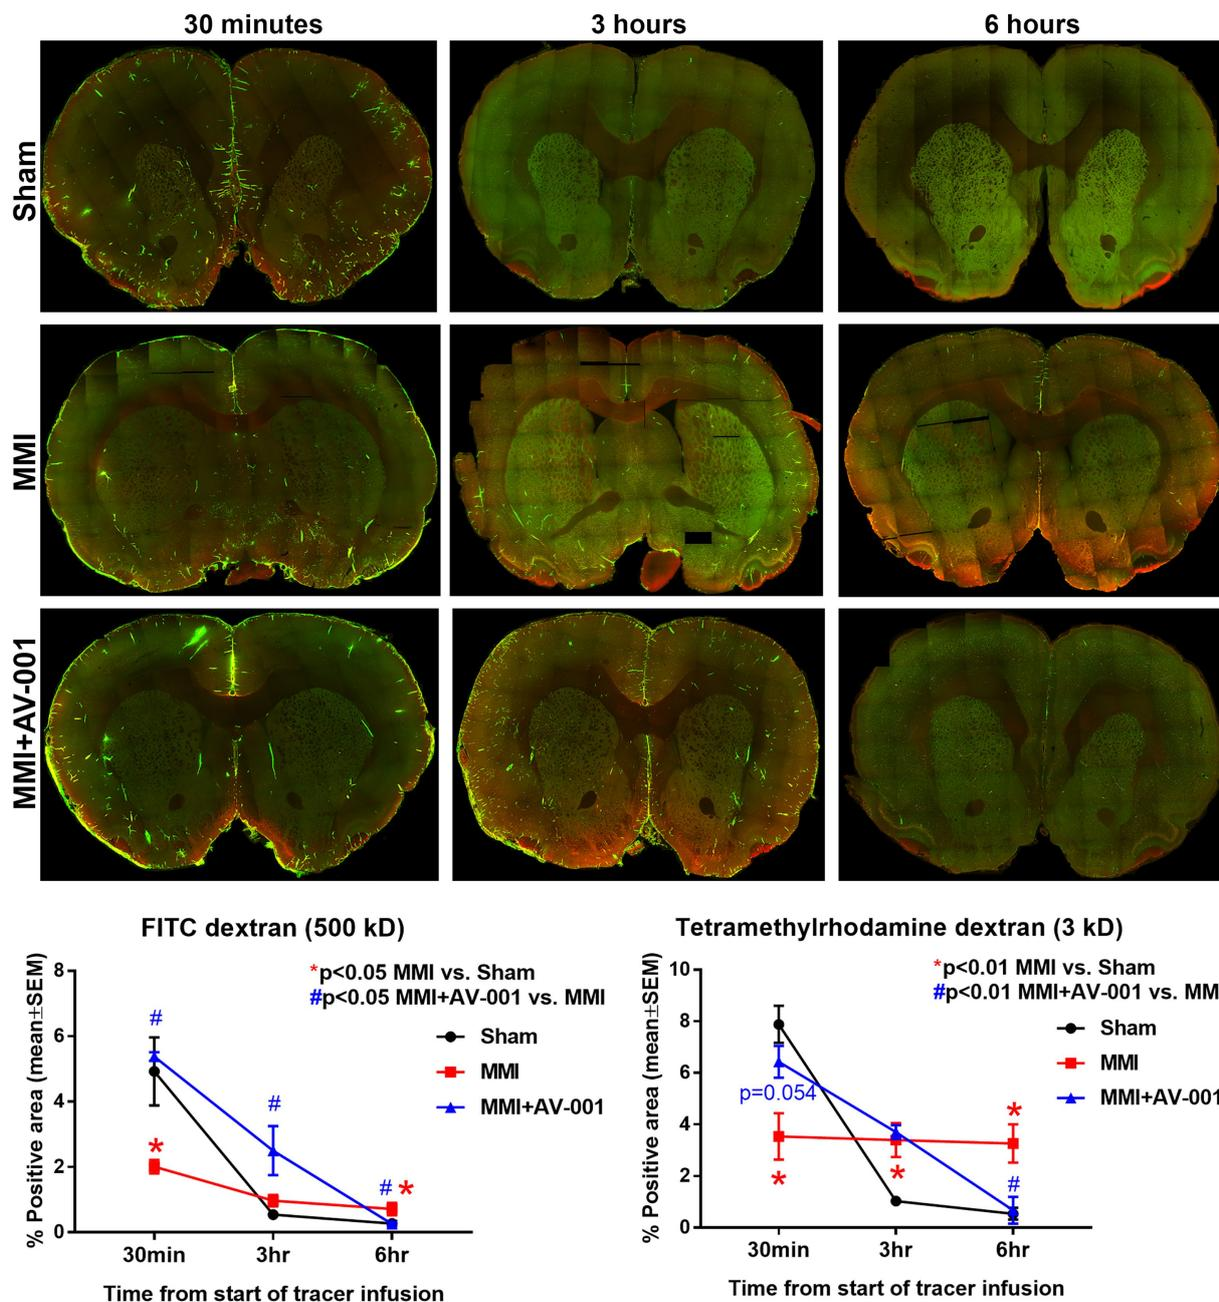 30 minutes
3 hours
6 hours
Sham
MMI
MMI+AV-001
FITC dextran (500 kD)
% Positive area (mean±SEM)
8
6
4
2
0
*p<0.05 MMI vs. Sham
#p<0.05 MMI+AV-001 vs. MMI
Sham
MMI
MMI+AV-001
#
*
#
# *
30min
3hr
6hr
Time from start of tracer infusion
Tetramethylrhodamine dextran (3 kD)
% Positive area (mean±SEM)
10
8
6
4
2
0
*p<0.01 MMI vs. Sham
#p<0.01 MMI+AV-001 vs. MM
Sham
MMI
MMI+AV-001
p=0.054
*
*
*
#
30min
3hr
6hr
Time from start of tracer infusion